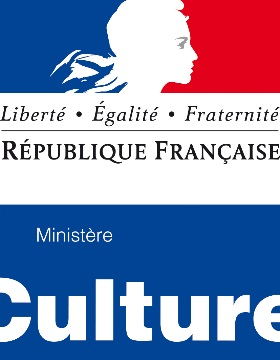 Liberté • Égalité • Fraternité
RÉPUBLIQUE FRANÇAISE
Ministère
Culture